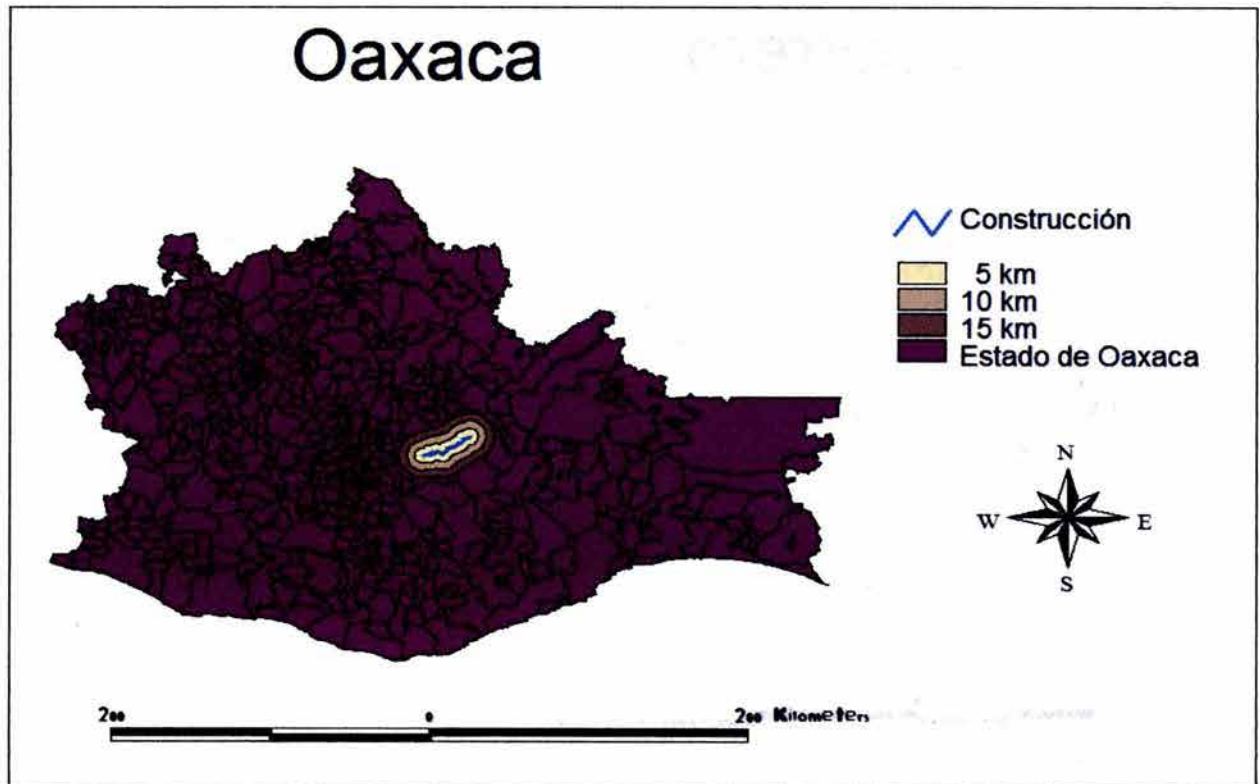 Oaxaca
Construcción
5 km
10 km
15 km
Estado de Oaxaca
N
W E
S
200 0 200 Kilometers